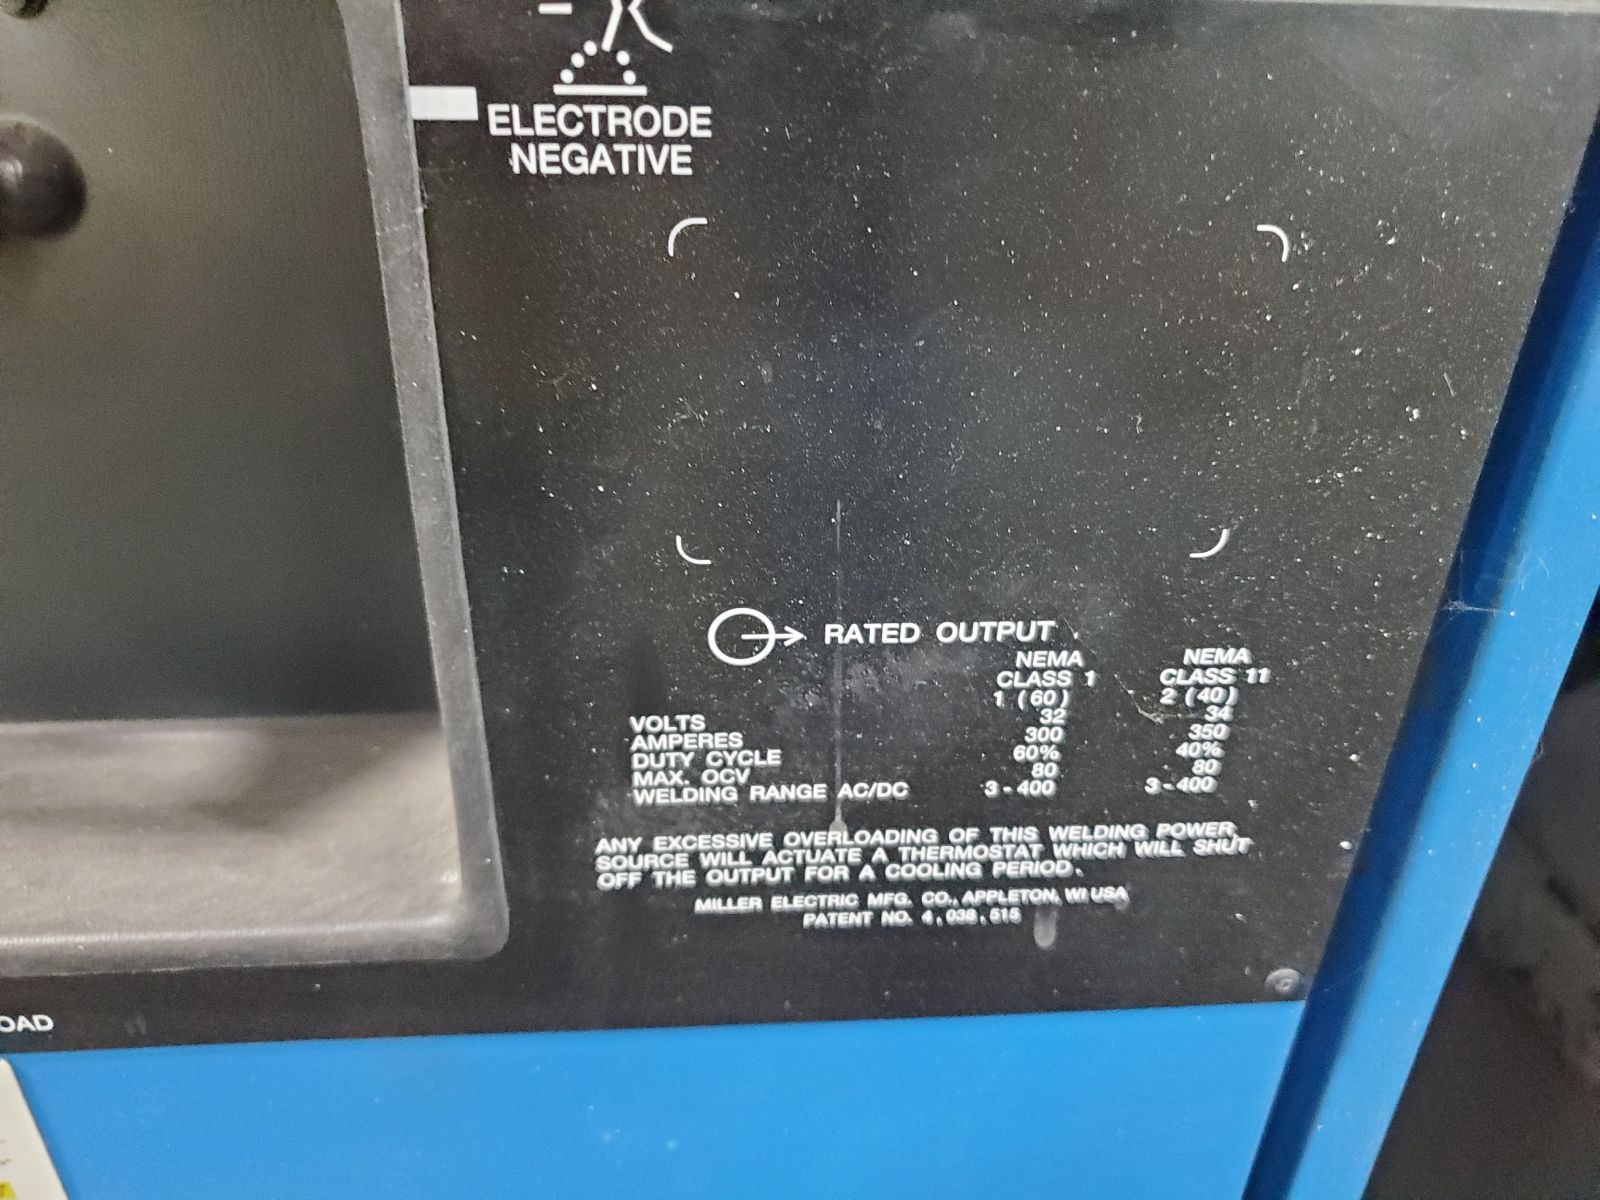 ELECTRODE
NEGATIVE
RATED OUTPUT
NEMA NEMA
CLASS 1 CLASS 11
1 (60) 2 (40)
VOLTS 32 34
AMPERES 300 350
DUTY CYCLE 60% 40%
MAX. OCV 80 80
WELDING RANGE AC/DC 3-400 3-400
ANY EXCESSIVE OVERLOADING OF THIS WELDING POWER
SOURCE WILL ACTUATE A THERMOSTAT WHICH WILL SHUT
OFF THE OUTPUT FOR A COOLING PERIOD.
MILLER ELECTRIC MFG. CO., APPLETON, WI USA
PATENT NO. 4,038,515
OAD